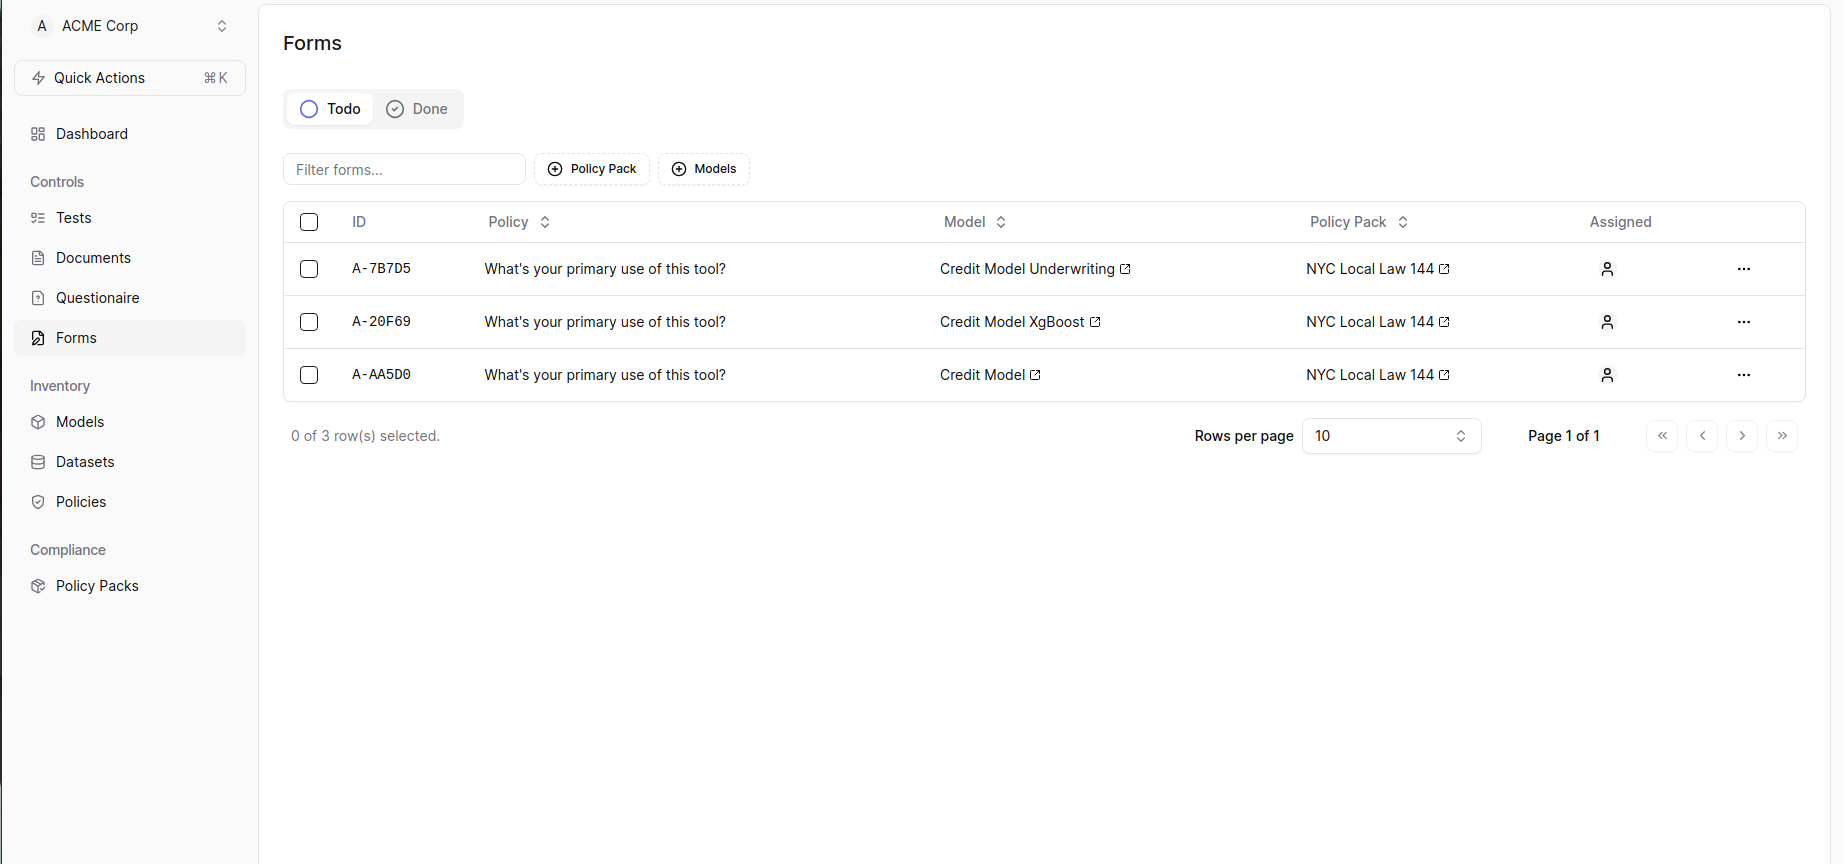 A ACME Corp
Quick Actions ⌘K
Dashboard
Controls
Tests
Documents
Questionaire
Forms
Inventory
Models
Datasets
Policies
Compliance
Policy Packs
Forms
Todo Done
Filter forms... Policy Pack Models
ID Policy Model Policy Pack Assigned
A-7B7D5 What's your primary use of this tool? Credit Model Underwriting NYC Local Law 144
A-20F69 What's your primary use of this tool? Credit Model XgBoost NYC Local Law 144
A-AA5D0 What's your primary use of this tool? Credit Model NYC Local Law 144
0 of 3 row(s) selected. Rows per page 10 Page 1 of 1